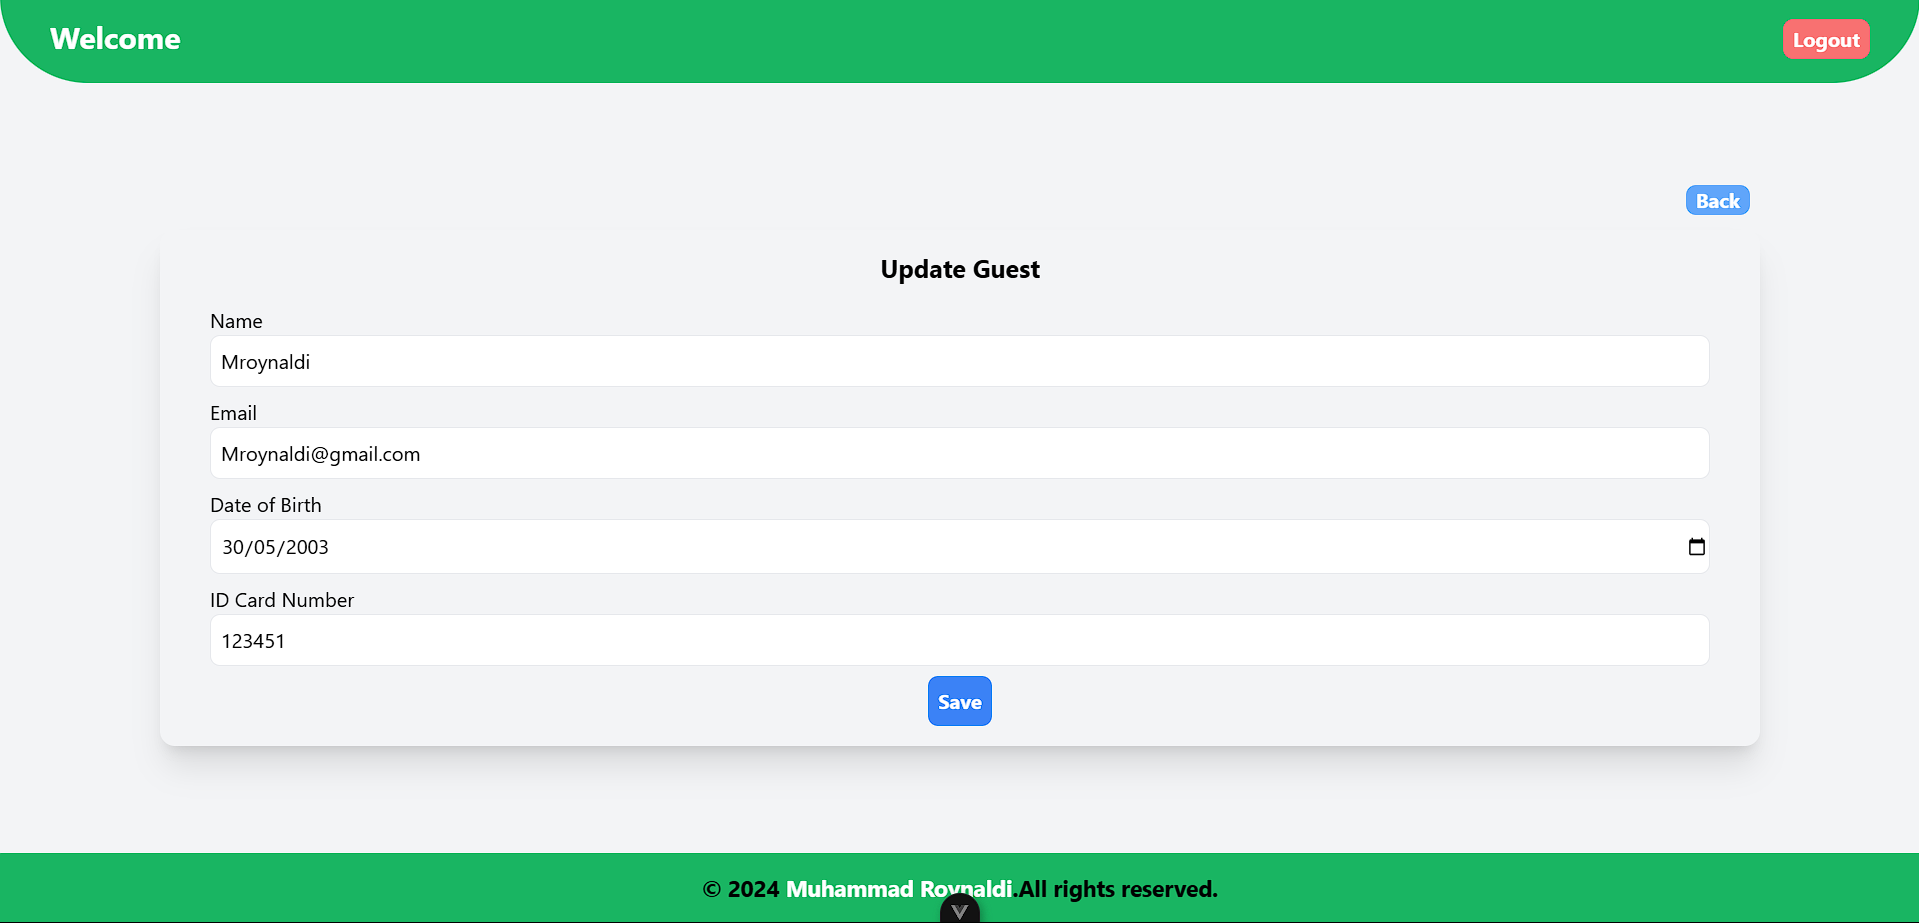 Welcome
Logout
Back
Update Guest
Name
Mroynaldi
Email
Mroynaldi@gmail.com
Date of Birth
30/05/2003
ID Card Number
123451
Save
© 2024 Muhammad Roynaldi.All rights reserved.